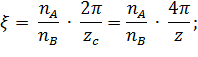 ξ = n_A/n_B · 2π/z_c = n_A/n_B · 4π/z ;